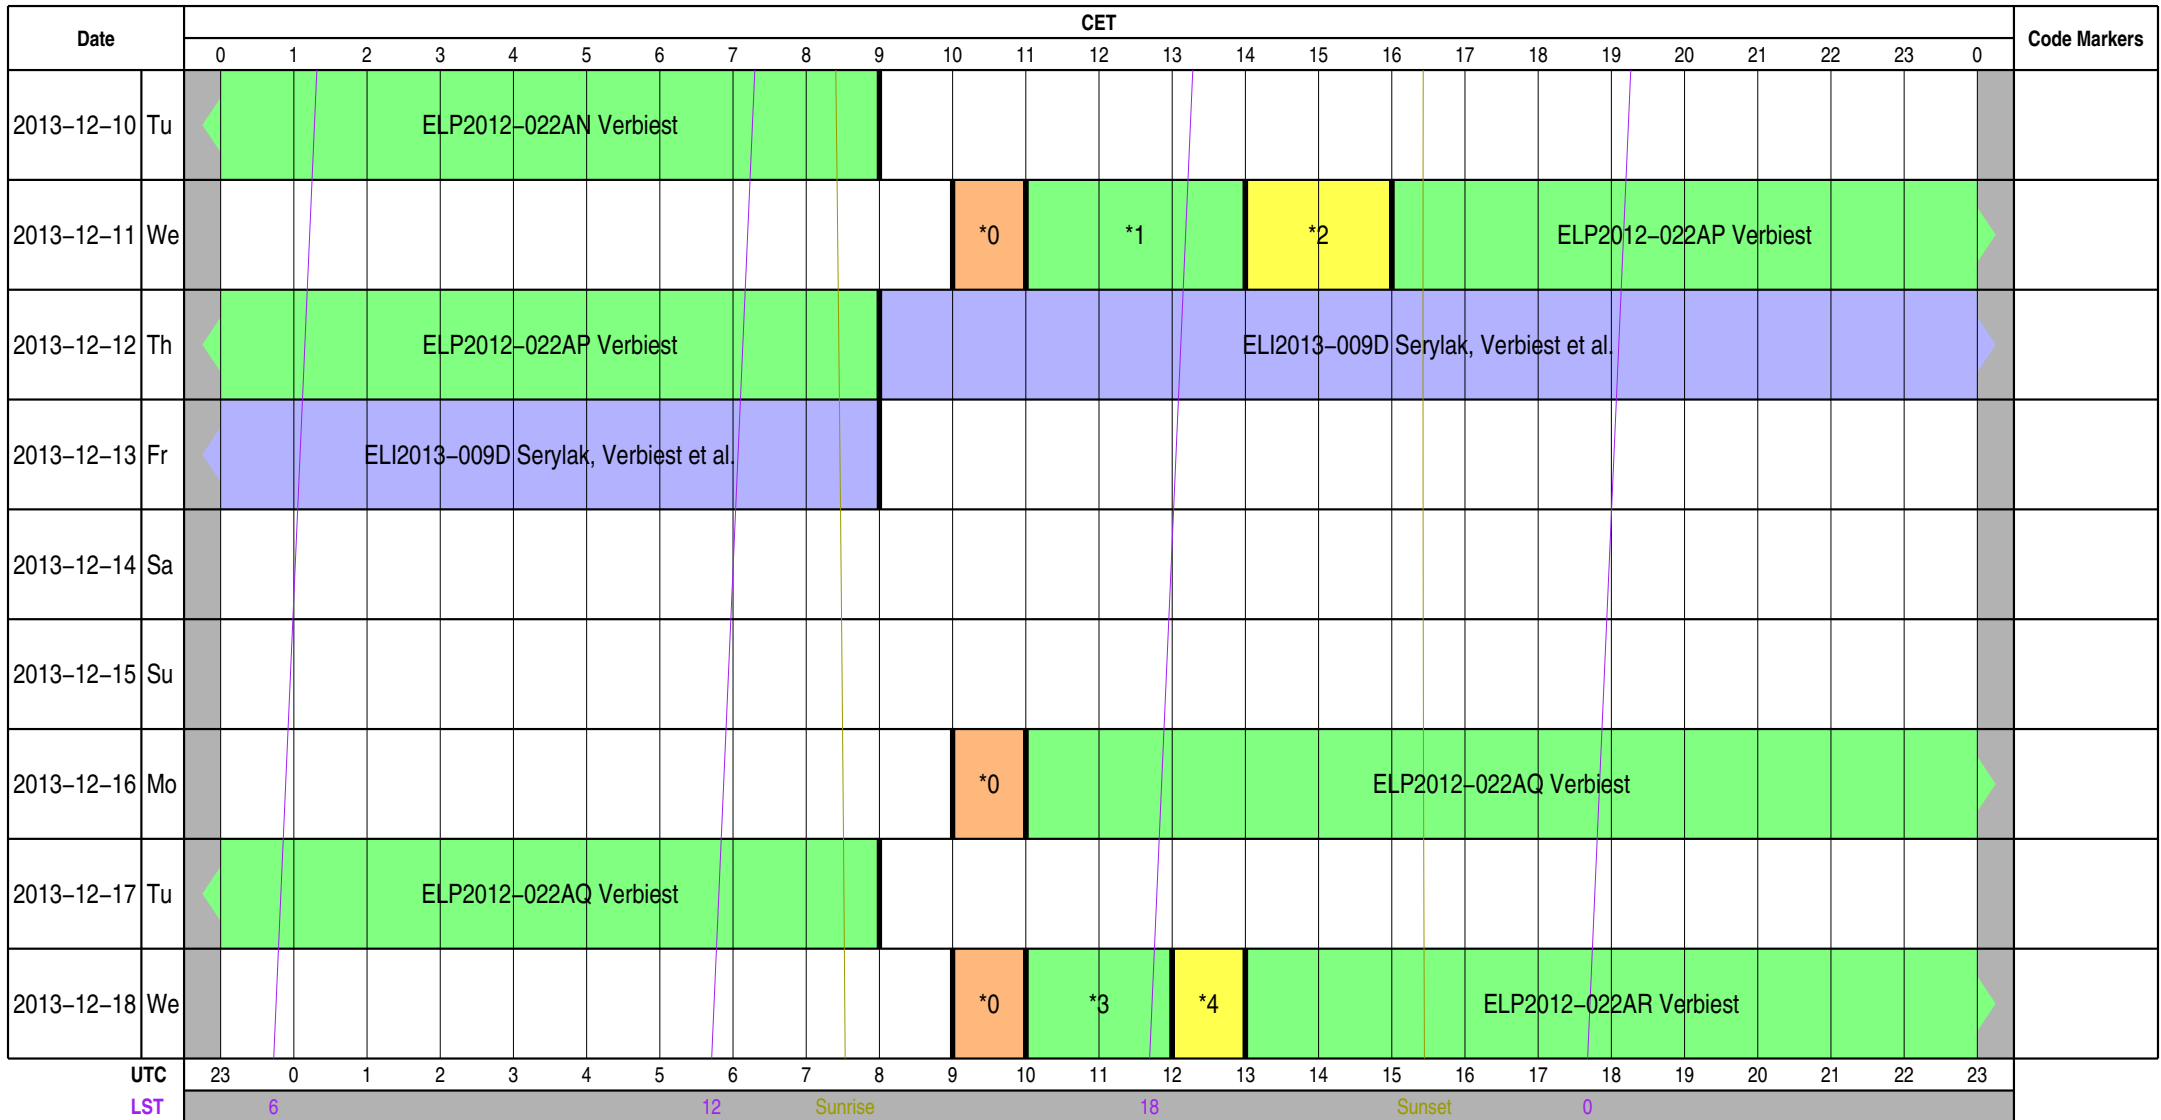 Date CET Code Markers
0 1 2 3 4 5 6 7 8 9 10 11 12 13 14 15 16 17 18 19 20 21 22 23 0
2013−12−10 Tu ELP2012−022AN Verbiest
2013−12−11 We *0 *1 *2 ELP2012−022AP Verbiest
2013−12−12 Th ELP2012−022AP Verbiest ELI2013−009D Serylak, Verbiest et al.
2013−12−13 Fr ELI2013−009D Serylak, Verbiest et al.
2013−12−14 Sa
2013−12−15 Su
2013−12−16 Mo *0 ELP2012−022AQ Verbiest
2013−12−17 Tu ELP2012−022AQ Verbiest
2013−12−18 We *0 *3 *4 ELP2012−022AR Verbiest
UTC 23 0 1 2 3 4 5 6 7 8 9 10 11 12 13 14 15 16 17 18 19 20 21 22 23
LST 6 12 Sunrise 18 Sunset 0